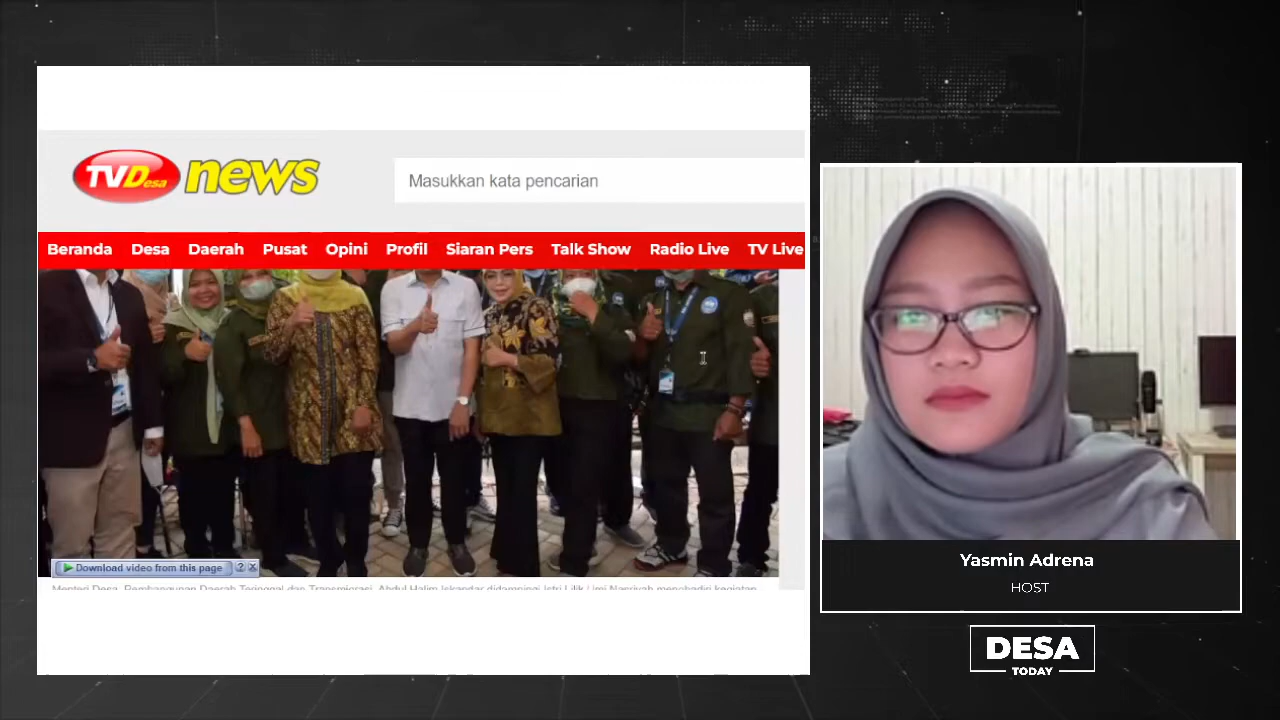 TVDesa news
Masukkan kata pencarian
Beranda Desa Daerah Pusat Opini Profil Siaran Pers Talk Show Radio Live TV Live
Download video from this page ? X
Menteri Desa, Pembangunan Daerah Tertinggal dan Transmigrasi, Abdul Halim Iskandar didampingi Istri Lilik Umi Nasriyah menghadiri kegiatan
Yasmin Adrena
HOST
DESA
TODAY